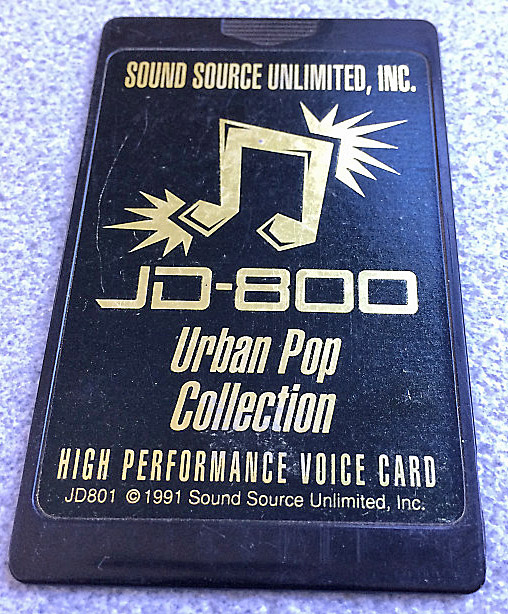 SOUND SOURCE UNLIMITED, INC.
JD-800
Urban Pop
Collection
HIGH PERFORMANCE VOICE CARD
JD801 ©1991 Sound Source Unlimited, Inc.